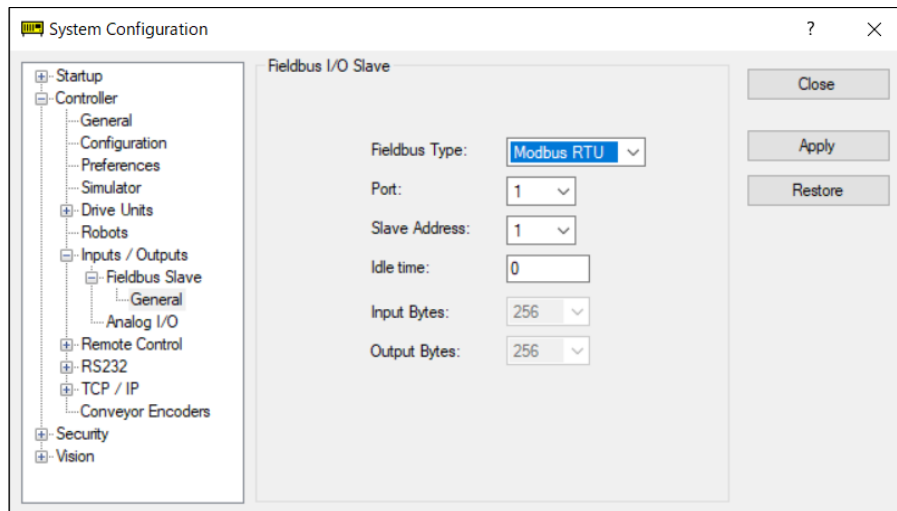 System Configuration
?
Startup
Controller
General
Configuration
Preferences
Simulator
Drive Units
Robots
Inputs / Outputs
Fieldbus Slave
General
Analog I/O
Remote Control
RS232
TCP / IP
Conveyor Encoders
Security
Vision
Fieldbus I/O Slave
Fieldbus Type: Modbus RTU
Port: 1
Slave Address: 1
Idle time: 0
Input Bytes: 256
Output Bytes: 256
Close
Apply
Restore